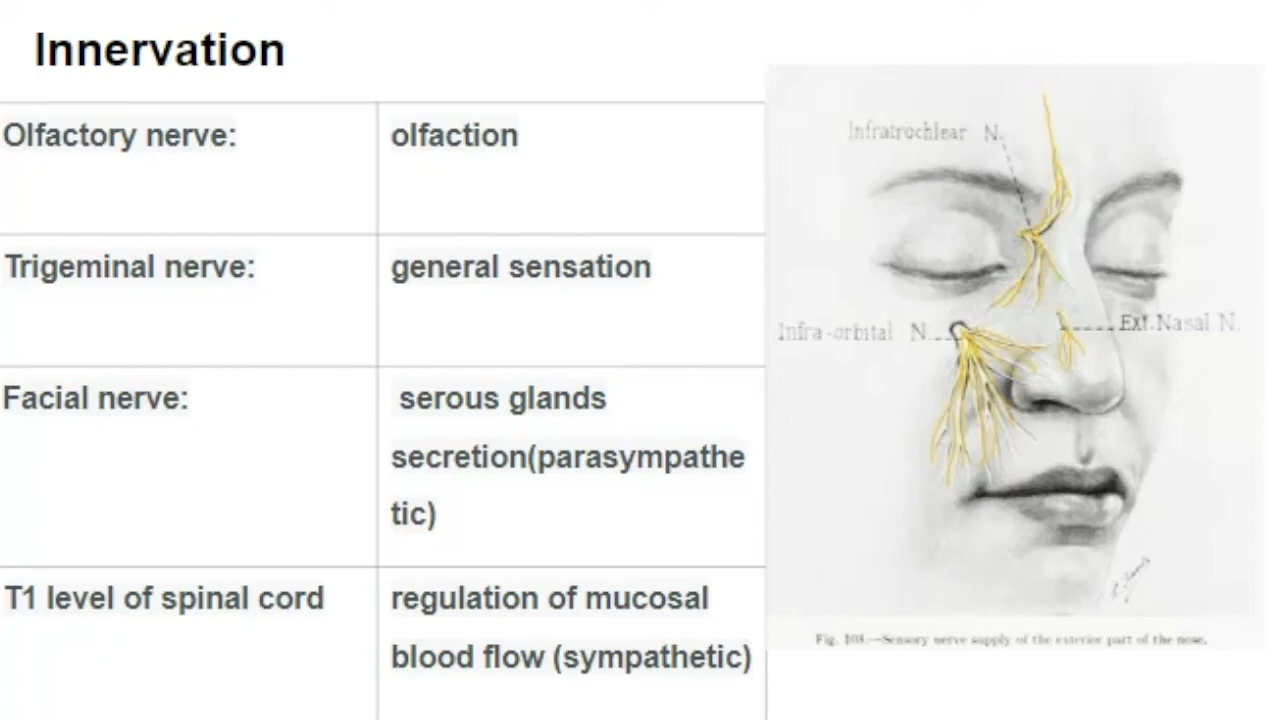 Innervation
Olfactory nerve:
olfaction
Trigeminal nerve:
general sensation
Facial nerve:
serous glands
secretion(parasympathe
tic)
T1 level of spinal cord
regulation of mucosal
blood flow (sympathetic)
Infratrochlear N.
Infra-orbital N.
Ext. Nasal N.
Fig. 108.—Sensory nerve supply of the exterior part of the nose.